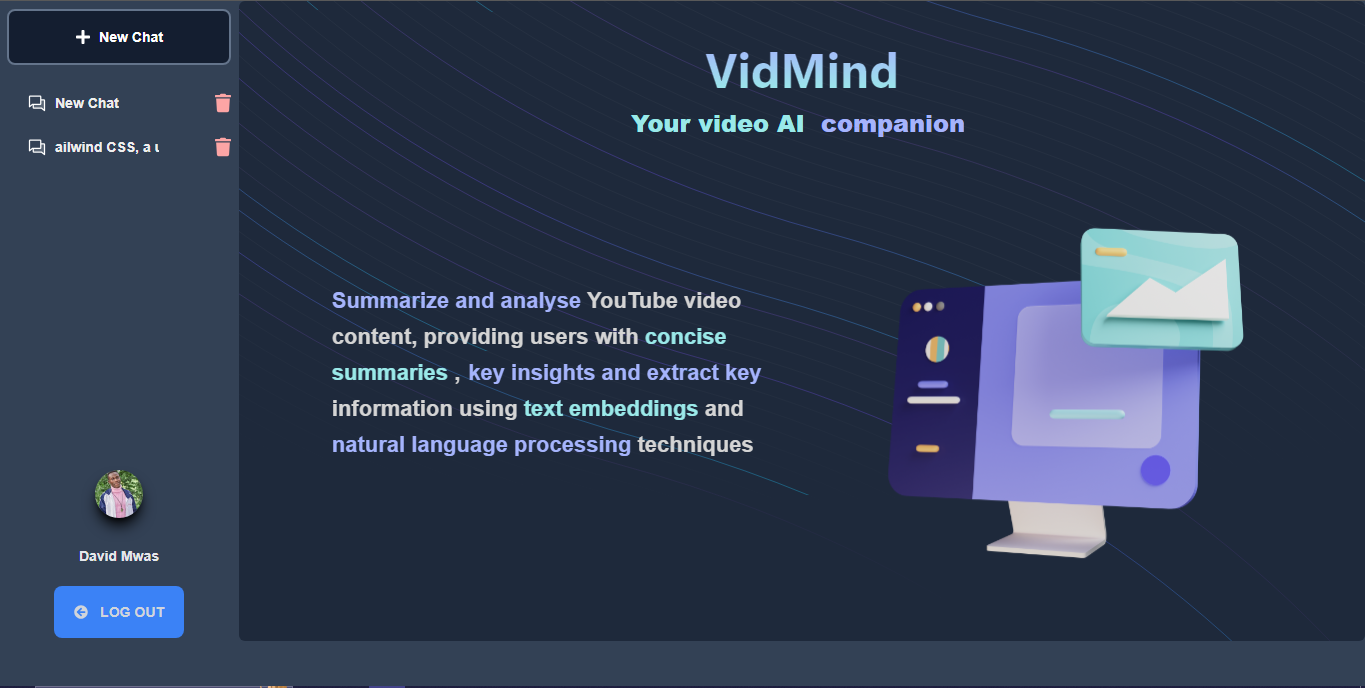 New Chat
New Chat
ailwind CSS, a u
David Mwas
LOG OUT
VidMind
Your video AI companion
Summarize and analyse YouTube video
content, providing users with concise
summaries , key insights and extract key
information using text embeddings and
natural language processing techniques